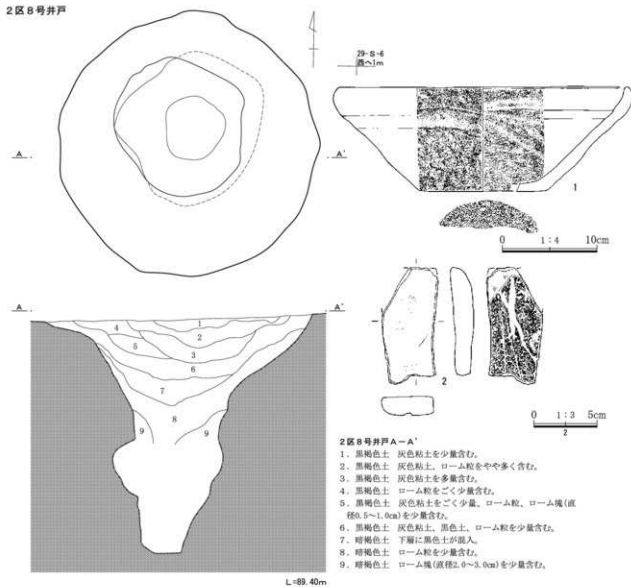 2区8号井戸
29-S-6
西へ1m
A
A'
1
0 1:4 10cm
A
A'
1
2
3
4
5
6
7
8
9
9
2
0 1:3 5cm
2
2区8号井戸A-A'
1. 黒褐色土 灰色粘土を少量含む。
2. 黒褐色土 灰色粘土、ローム粒をやや多く含む。
3. 黒褐色土 灰色粘土を多量含む。
4. 黒褐色土 ローム粒をごく少量含む。
5. 黒褐色土 灰色粘土をごく少量、ローム粒、ローム塊(直
径0.5~1.0cm)を少量含む。
6. 黒褐色土 灰色粘土、黒色土、ローム粒を少量含む。
7. 暗褐色土 下層に黒色土が混入。
8. 暗褐色土 ローム粒を少量含む。
9. 暗褐色土 ローム塊(直径2.0~3.0cm)を少量含む。
L=89.40m